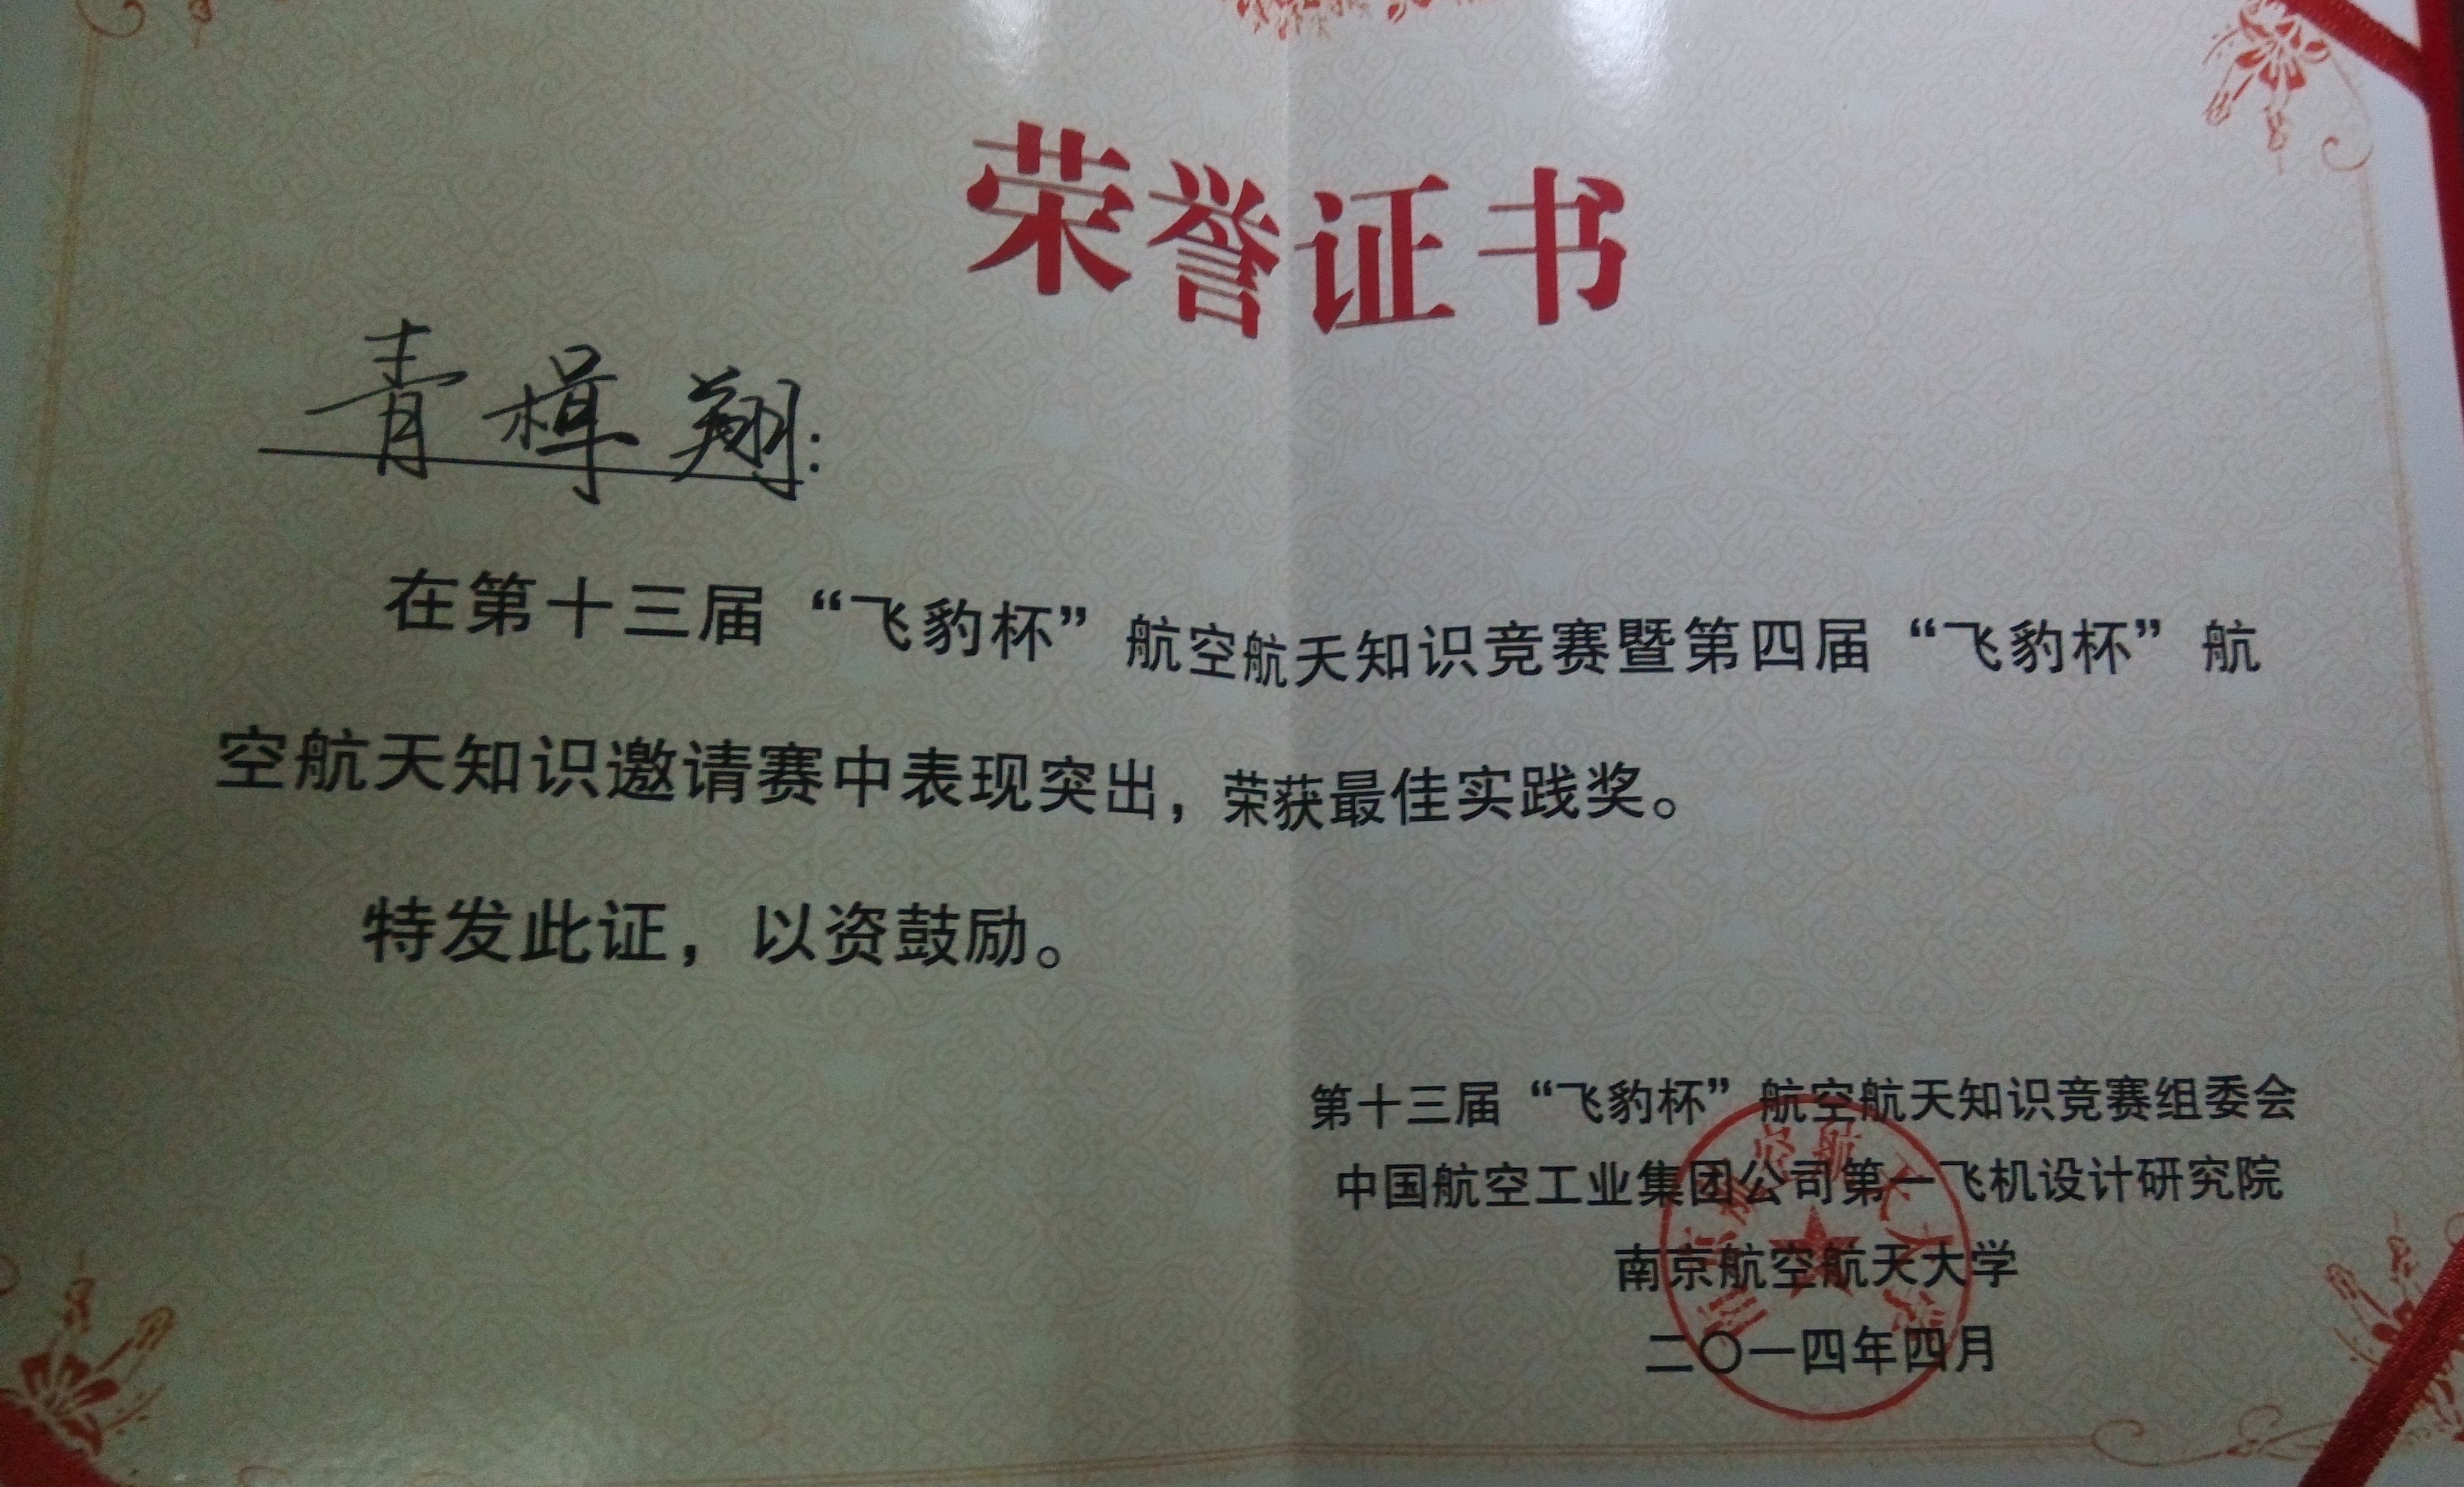 荣誉证书
青樟翔:
在第十三届“飞豹杯”航空航天知识竞赛暨第四届“飞豹杯”航
空航天知识邀请赛中表现突出，荣获最佳实践奖。
特发此证，以资鼓励。
第十三届“飞豹杯”航空航天知识竞赛组委会
中国航空工业集团公司第一飞机设计研究院
南京航空航天大学
二〇一四年四月